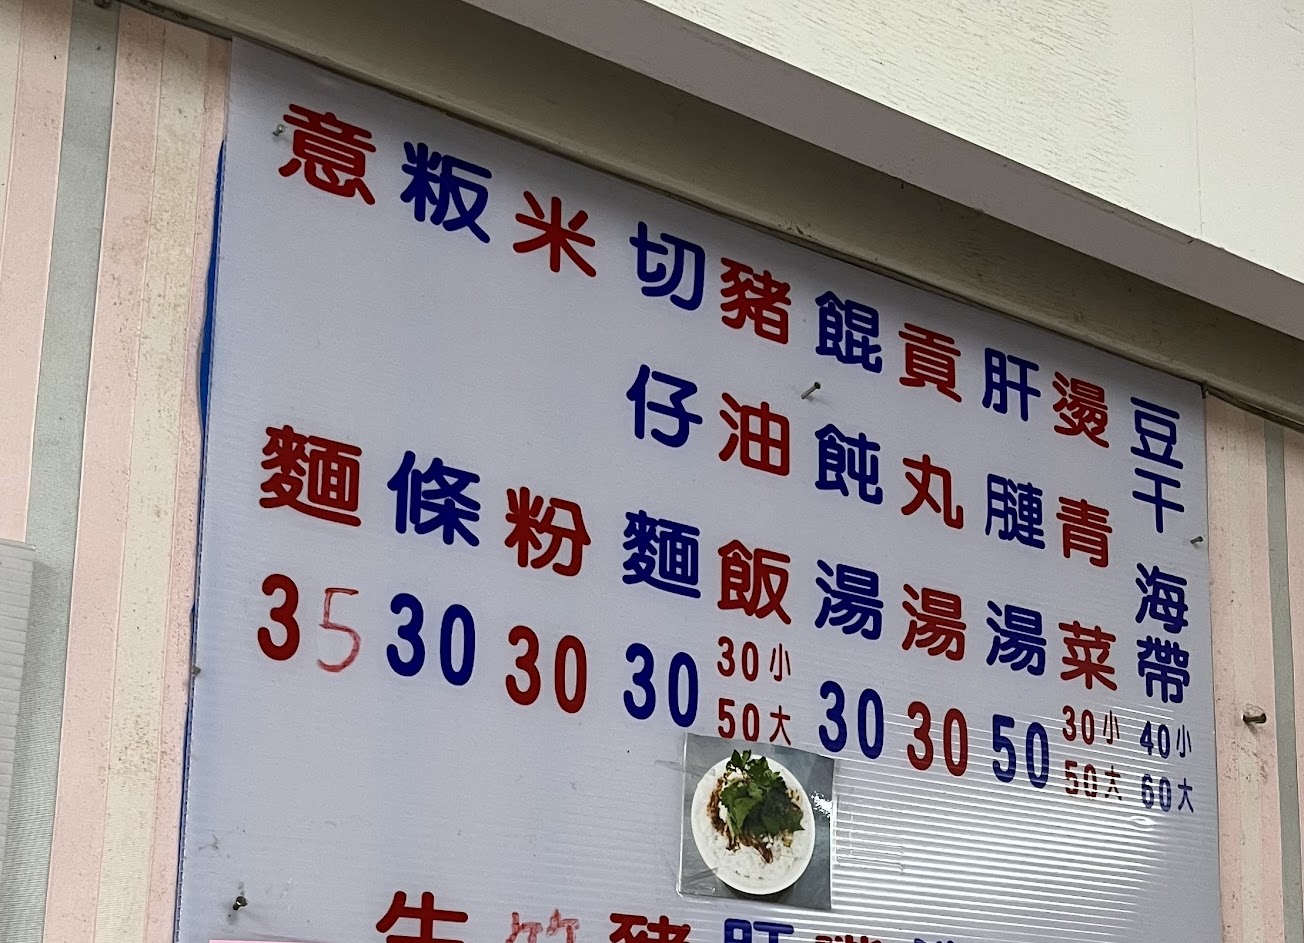 豆干 海帶 40小 60大
燙青菜 30小 50大
肝膁湯 50
貢丸湯 30
餛飩湯 30
豬油飯 30小 50大
切仔麵 30
米粉 30
粄條 30
意麵 35